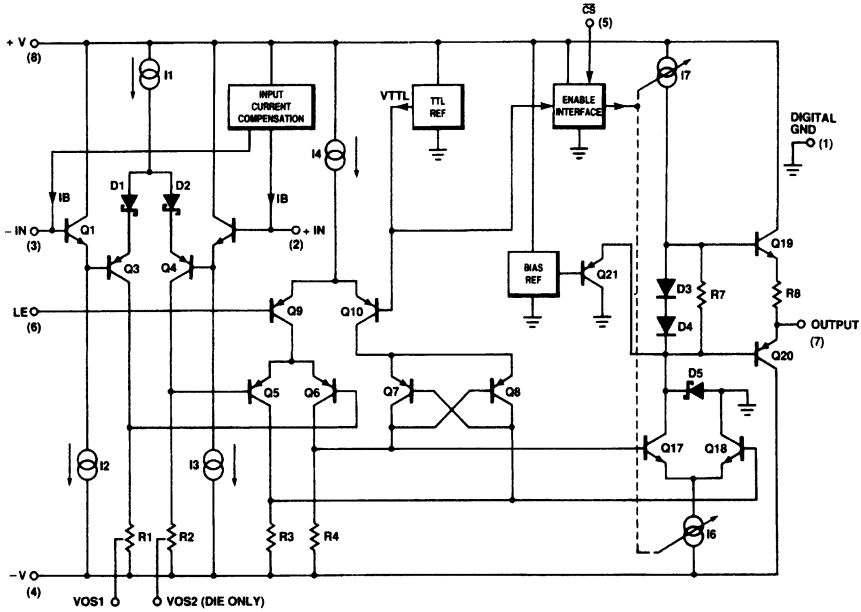 CS
(5)
+ V
(8)
I1
INPUT
CURRENT
COMPENSATION
VTTL
TTL
REF
ENABLE
INTERFACE
I7
DIGITAL
GND
(1)
I4
IB
D1
D2
IB
– IN
(3)
Q1
+ IN
(2)
Q3
Q4
Q19
BIAS
REF
Q21
D3
R7
R8
D4
LE
(6)
Q9
Q10
OUTPUT
(7)
Q20
D5
Q5
Q6
Q7
Q8
Q17
Q18
I2
I3
R1
R2
R3
R4
I6
–V
(4)
VOS1
VOS2 (DIE ONLY)